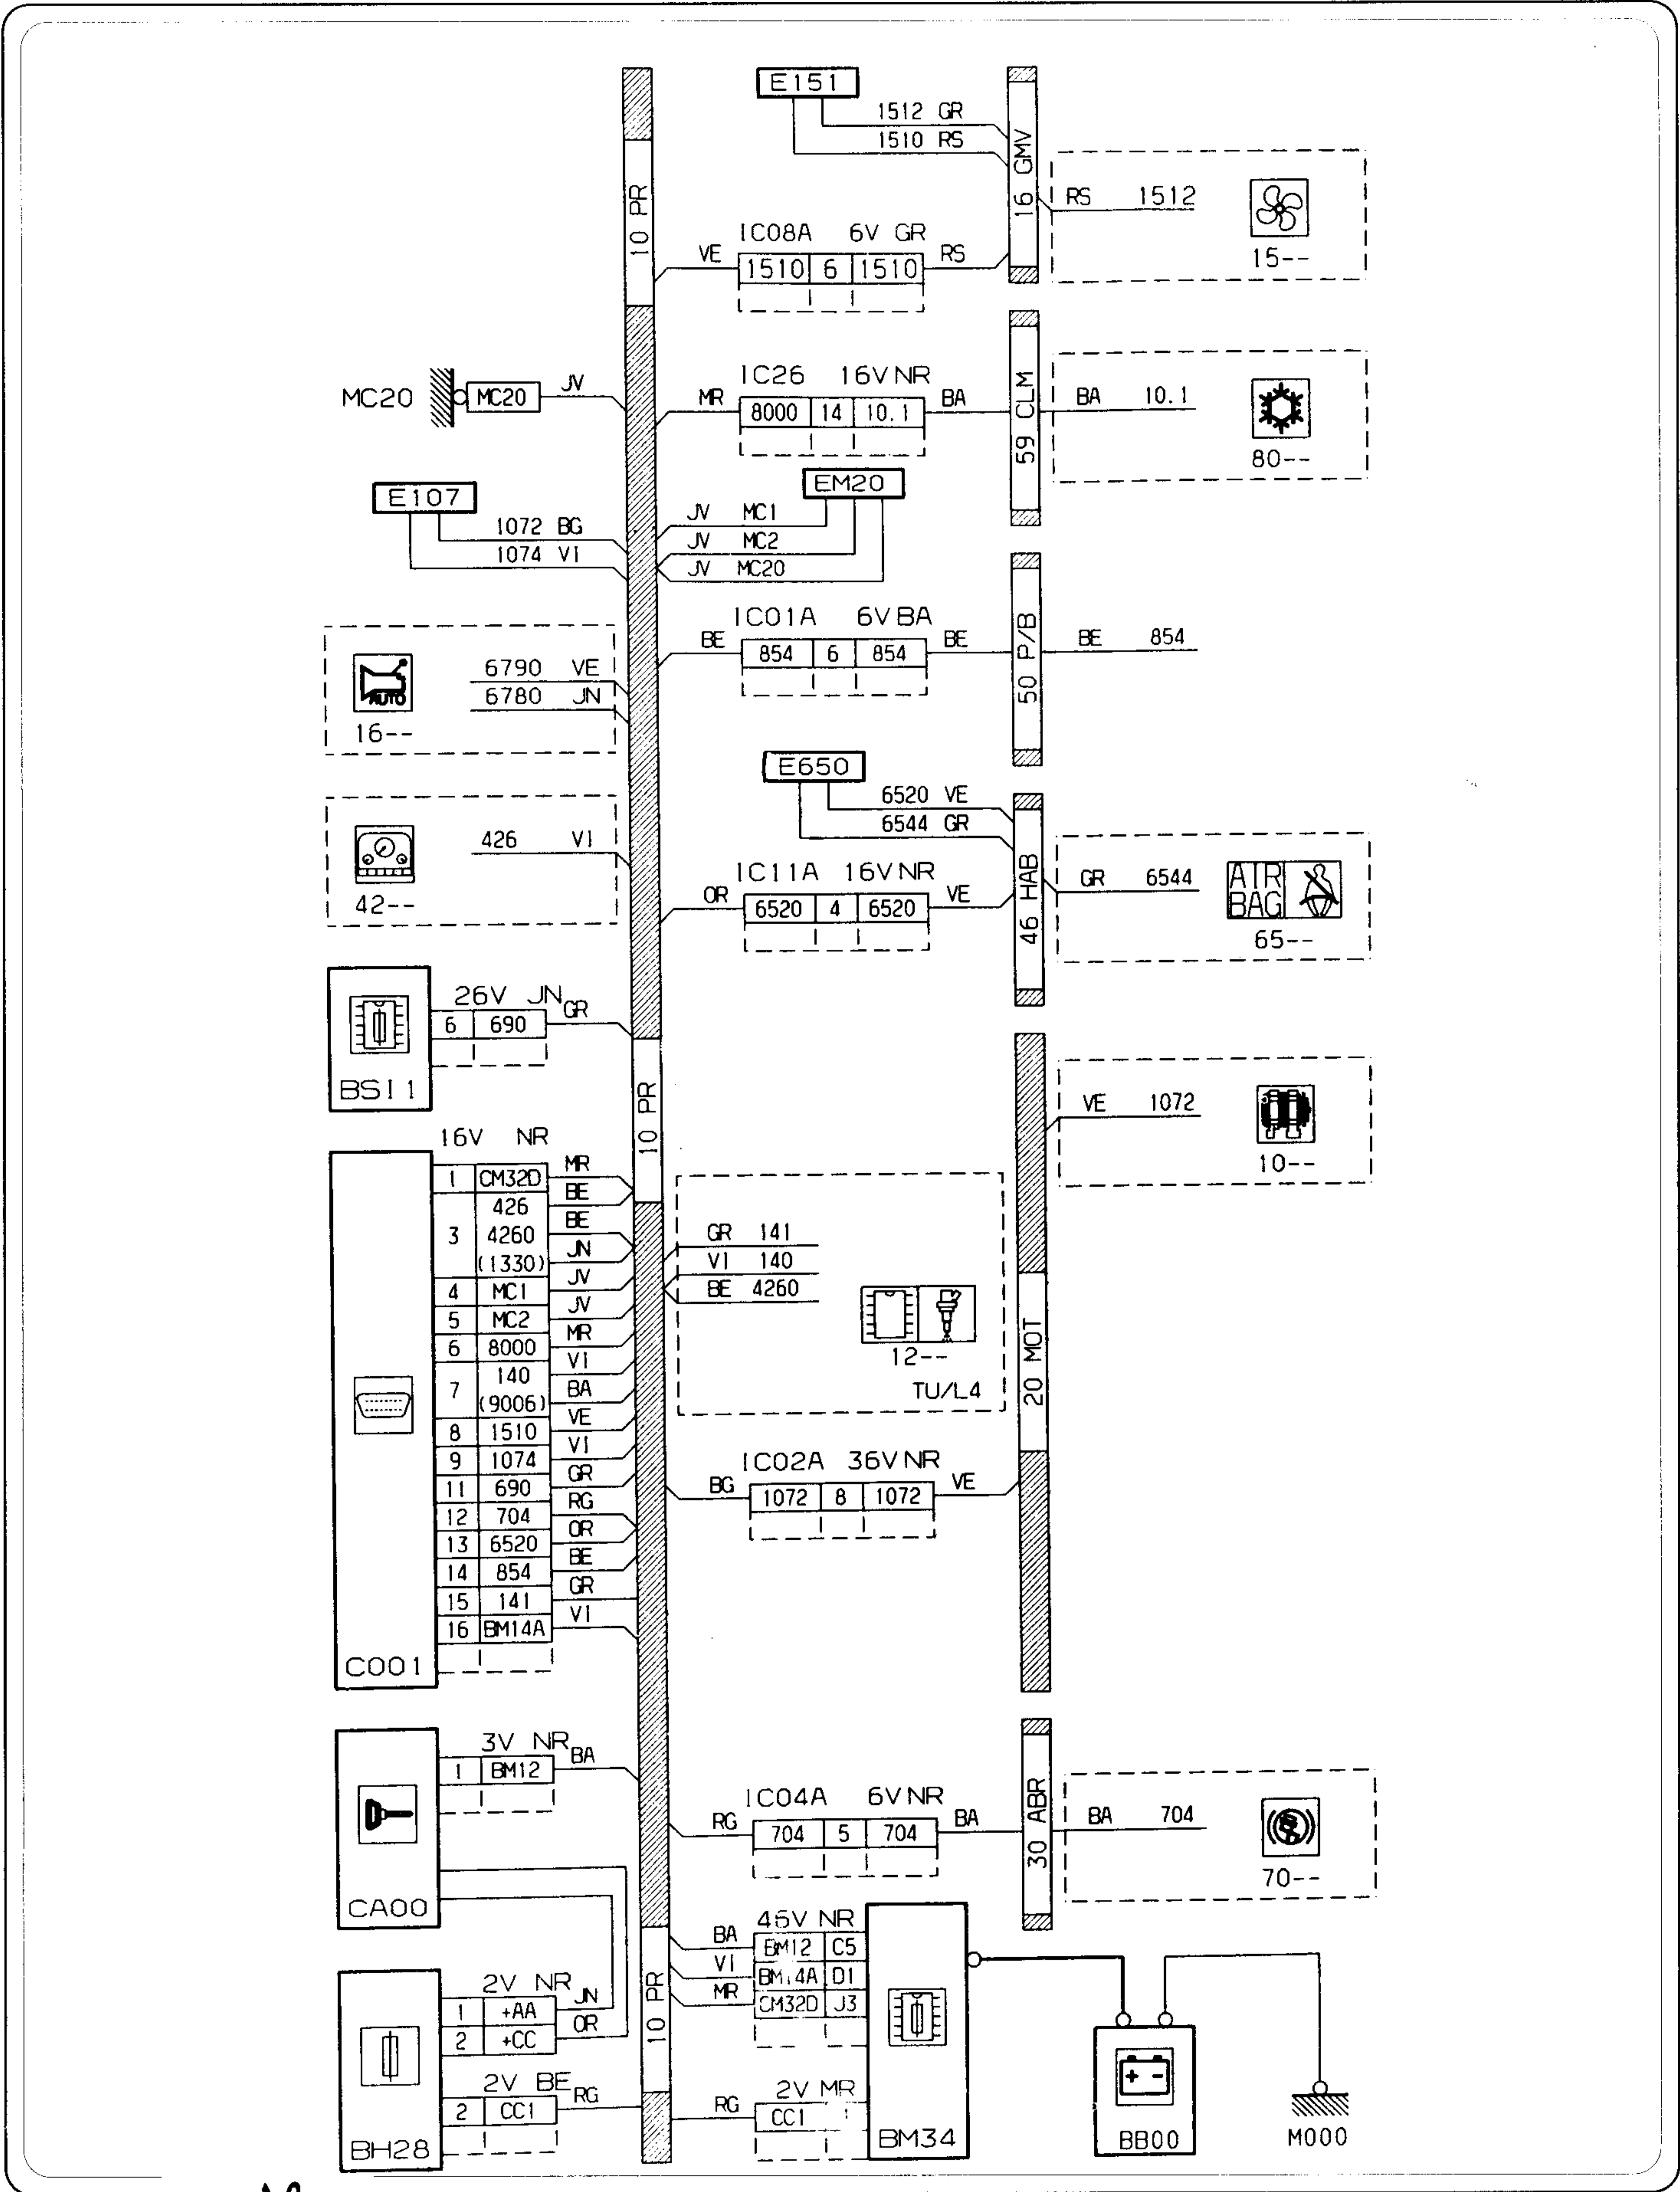 E151
1512 GR
1510 RS
16 GMV
RS 1512
15--
10 PR
IC08A 6V GR
VE 1510 6 1510 RS
MC20 MC20 JV
IC26 16V NR
MR 8000 14 10.1 BA
59 CLM
BA 10.1
80--
E107
1072 BG
1074 VI
EM20
JV MC1
JV MC2
JV MC20
IC01A 6V BA
BE 854 6 854 BE
50 P/B
BE 854
AUTO
6790 VE
6780 JN
16--
E650
6520 VE
6544 GR
426 VI
42--
IC11A 16V NR
OR 6520 4 6520 VE
46 HAB
GR 6544
AIR
BAG
65--
26V JN
6 690 GR
BSI1
10 PR
VE 1072
10--
16V NR
1 CM32D MR
3 426 BE
4260 BE
(1330) JN
4 MC1 JV
5 MC2 JV
6 8000 MR
7 140 VI
(9006) BA
8 1510 VE
9 1074 VI
11 690 GR
12 704 RG
13 6520 OR
14 854 BE
15 141 GR
16 BM14A VI
C001
GR 141
VI 140
BE 4260
12--
TU/L4
20 MOT
IC02A 36V NR
BG 1072 8 1072 VE
3V NR
1 BM12 BA
CA00
IC04A 6V NR
RG 704 5 704 BA
30 ABR
BA 704
70--
10 PR
46V NR
BA BM12 C5
VI BM14A D1
MR CM32D J3
2V NR
1 +AA JN
2 +CC OR
2V BE
2 CC1 RG
BH28
2V MR
RG CC1
BM34
+ -
BB00
M000